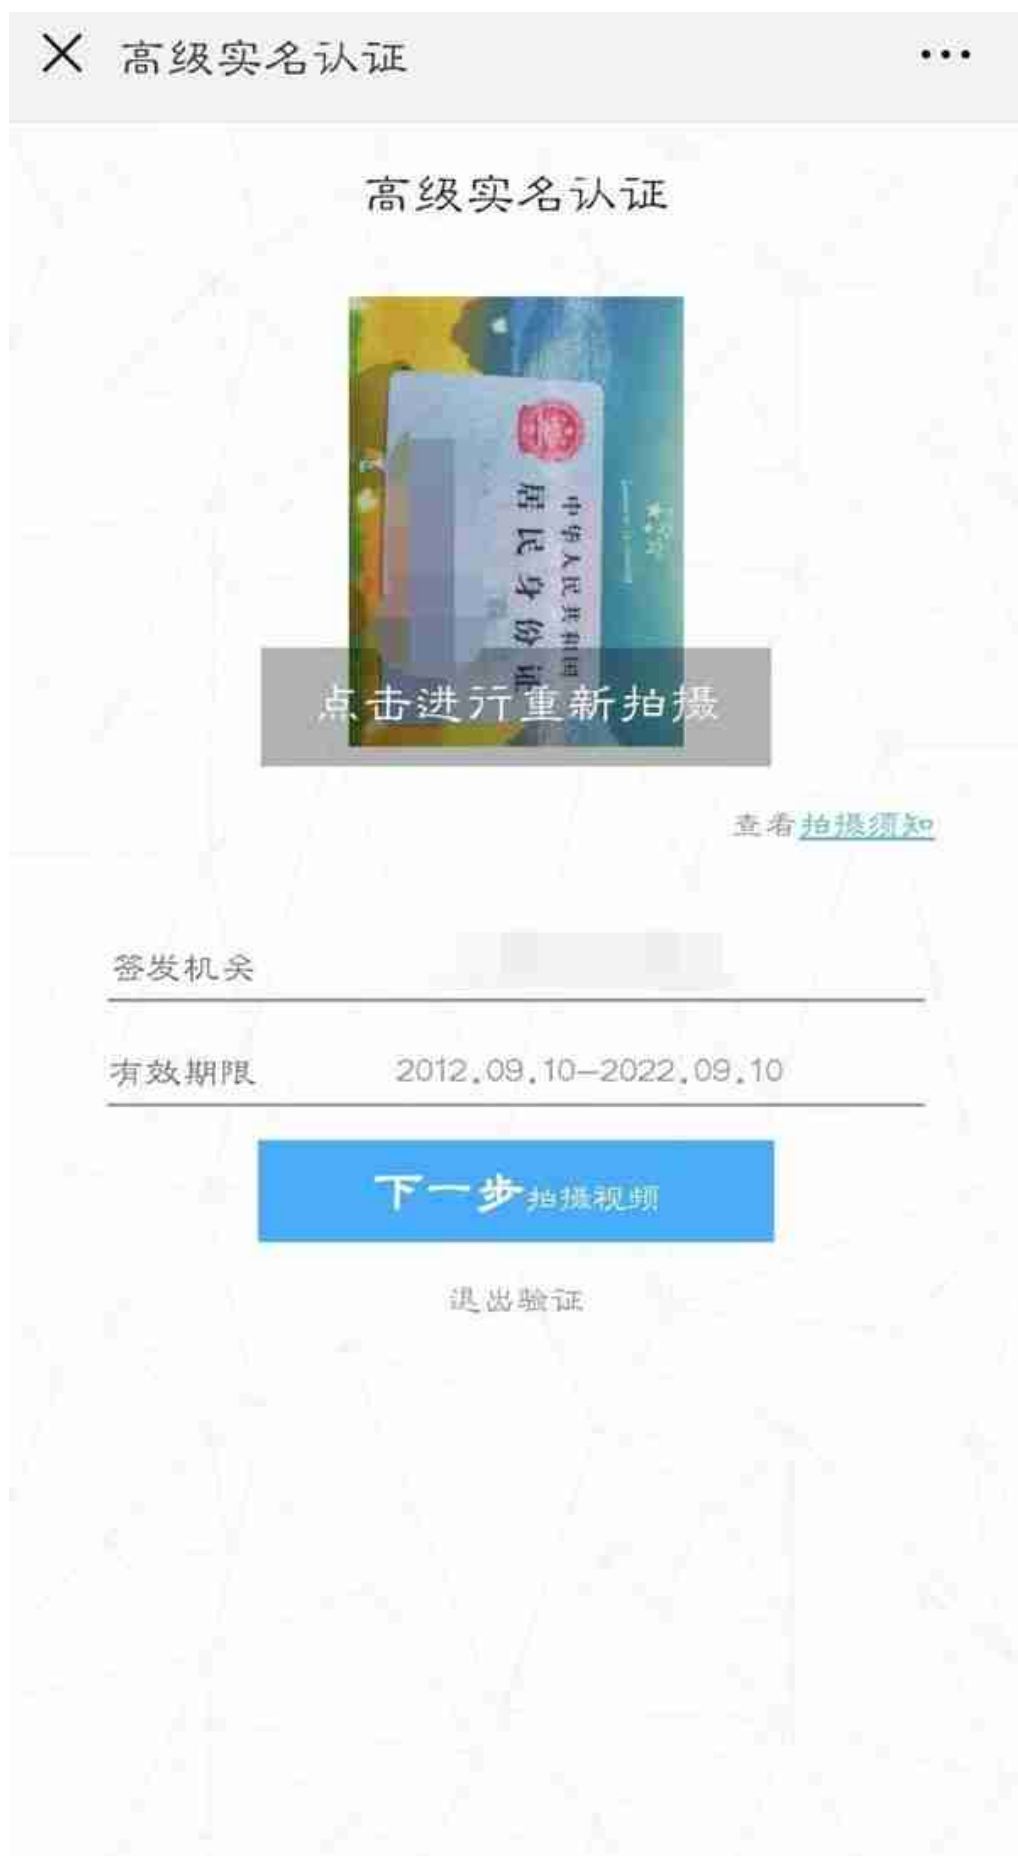 高级实名认证
高级实名认证
中华人民共和国
居民身份证
点击进行重新拍摄
查看拍摄须知
签发机关
有效期限 2012.09.10-2022.09.10
下一步拍摄视频
退出验证